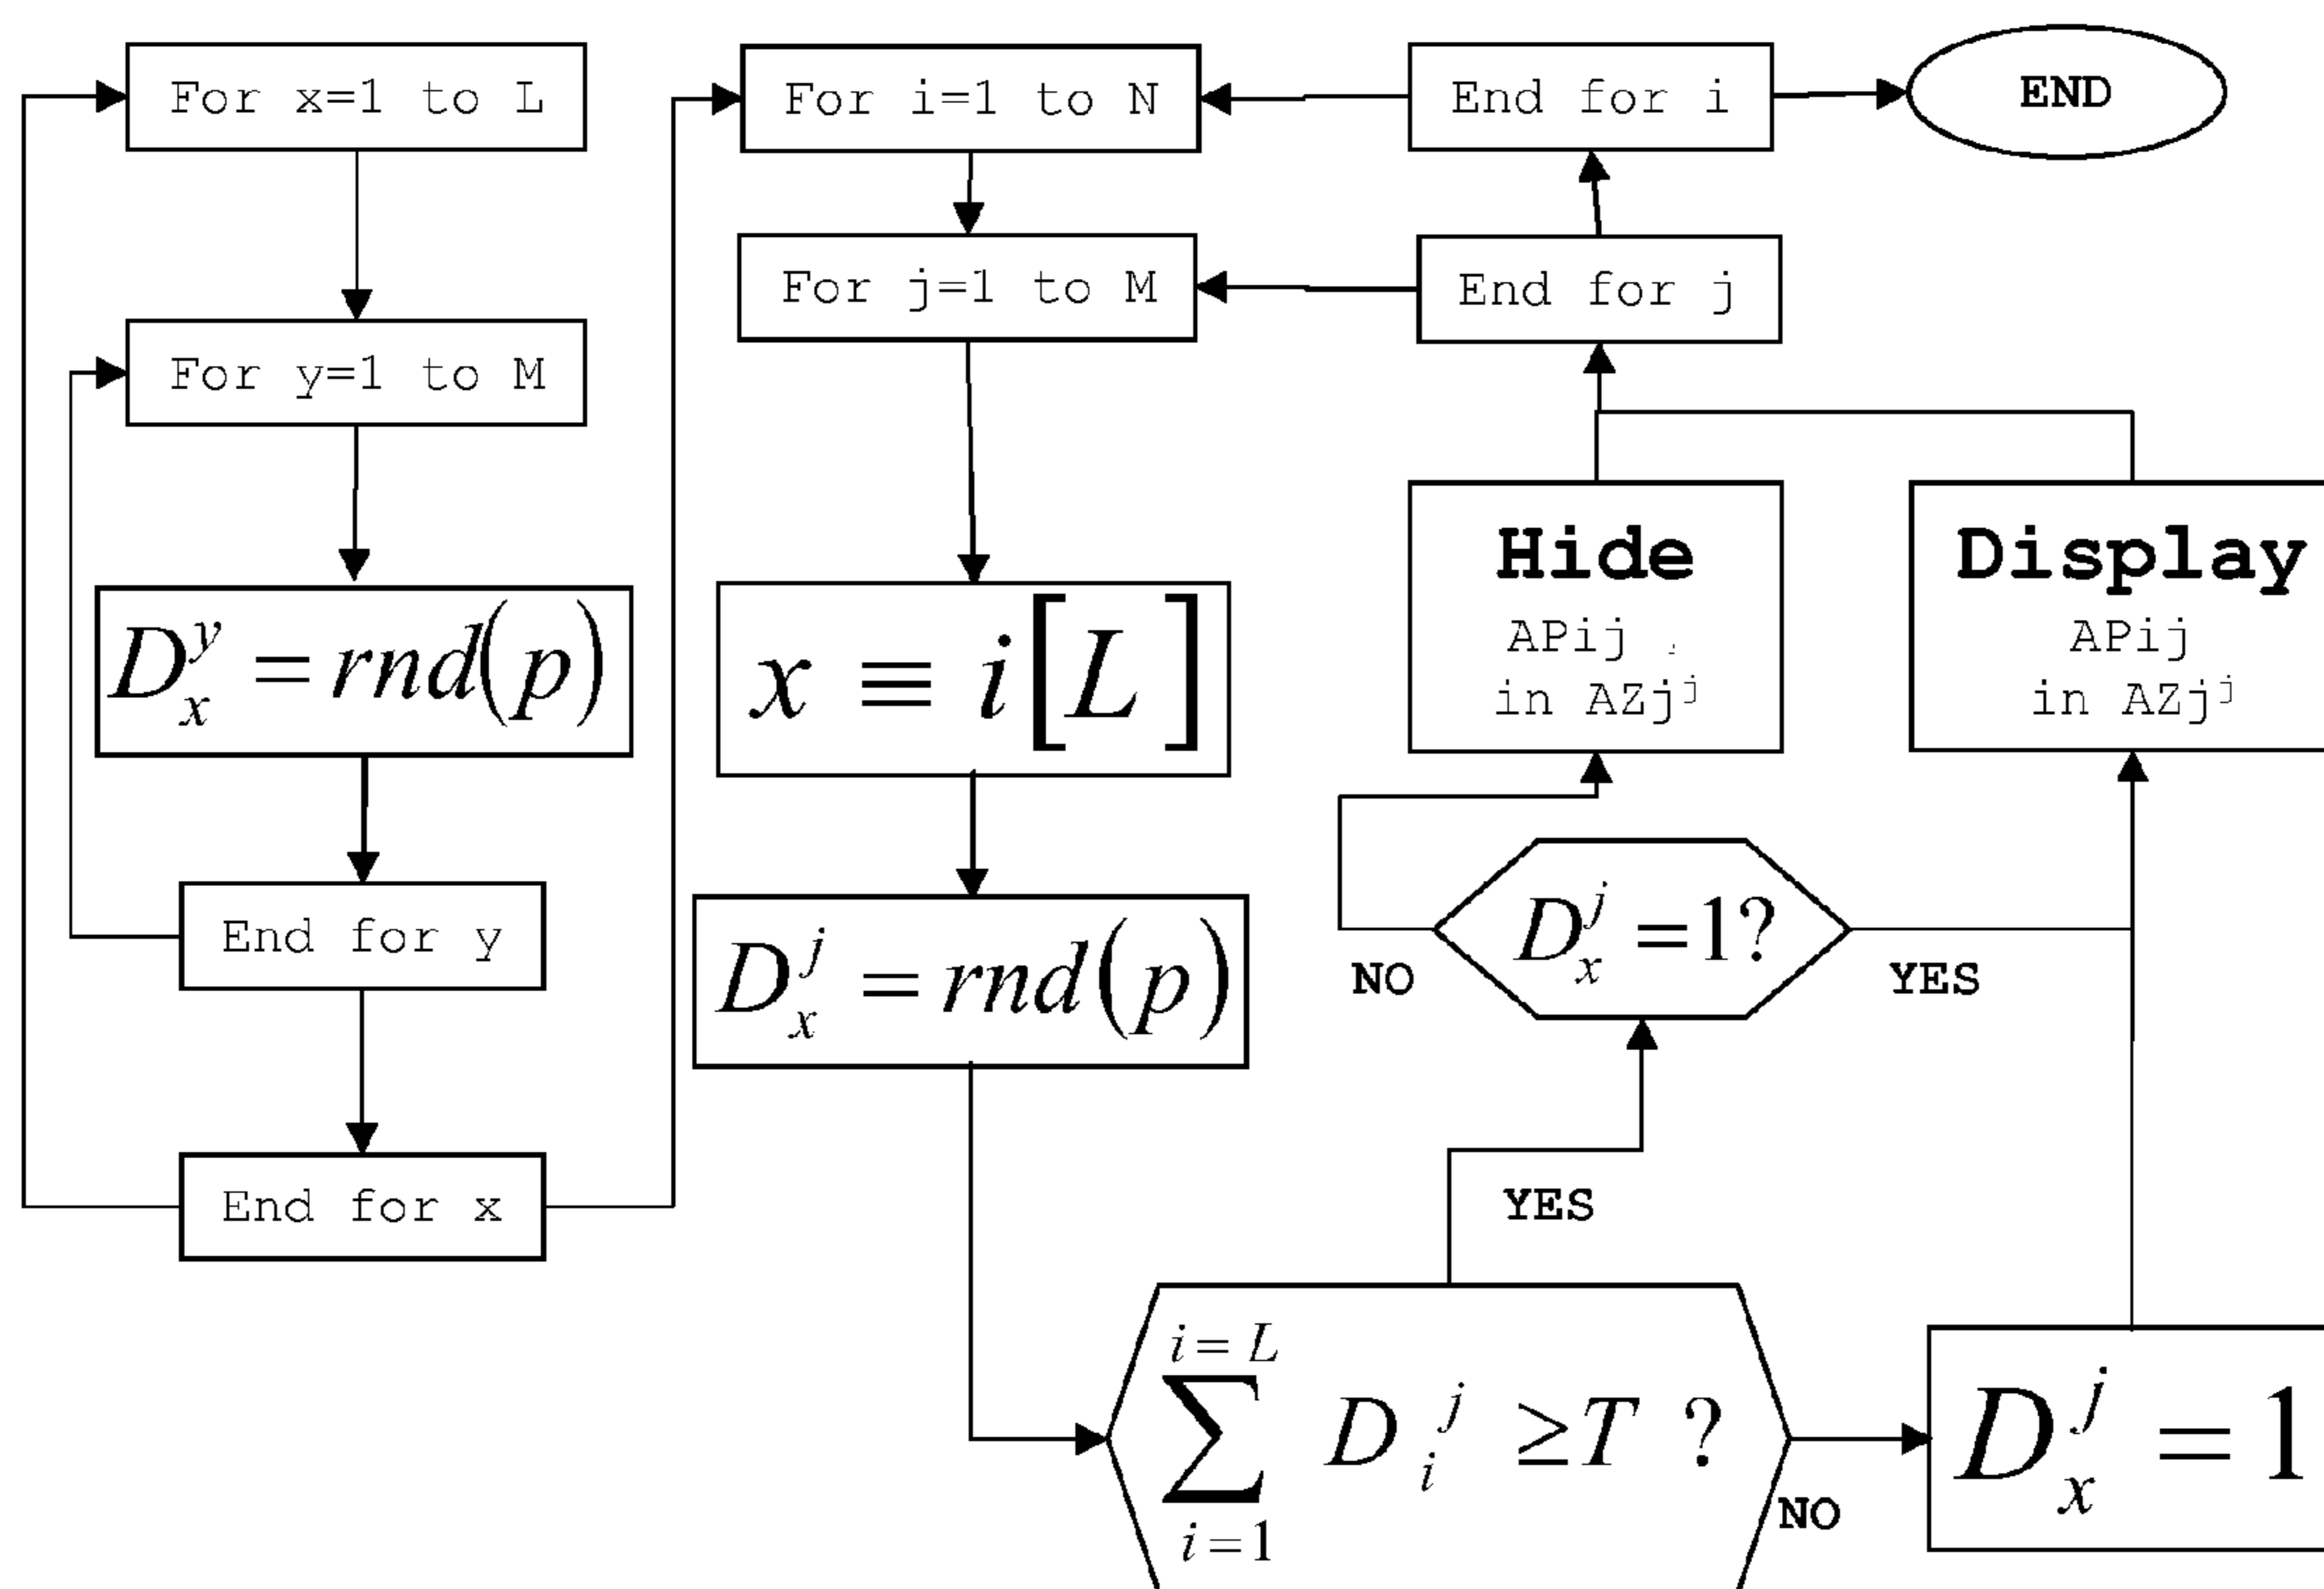 For x=1 to L
For y=1 to M
D_x^y = rnd(p)
End for y
End for x
For i=1 to N
For j=1 to M
x ≡ i[L]
D_x^j = rnd(p)
End for i
END
End for j
Hide
APij
in AZj^j
Display
APij
in AZj^j
D_x^j =1?
NO
YES
YES
i=L
∑ D_i^j ≥T ?
i=1
NO
D_x^j = 1